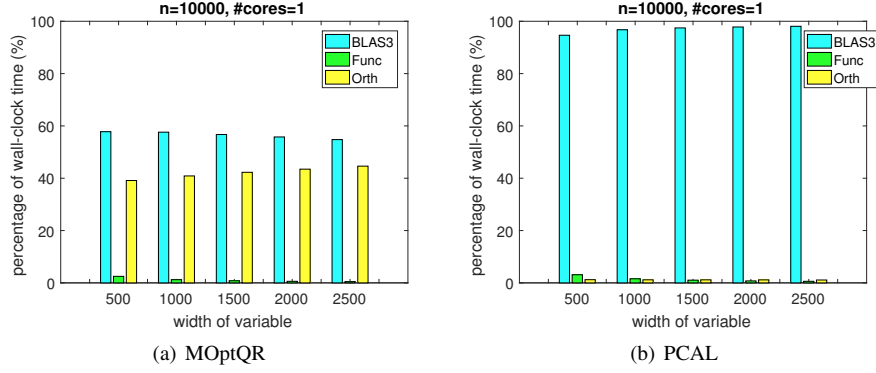 n=10000, #cores=1
percentage of wall-clock time (%)
100
80
60
40
20
0
BLAS3
Func
Orth
500 1000 1500 2000 2500
width of variable
(a) MOptQR
n=10000, #cores=1
percentage of wall-clock time (%)
100
80
60
40
20
0
BLAS3
Func
Orth
500 1000 1500 2000 2500
width of variable
(b) PCAL